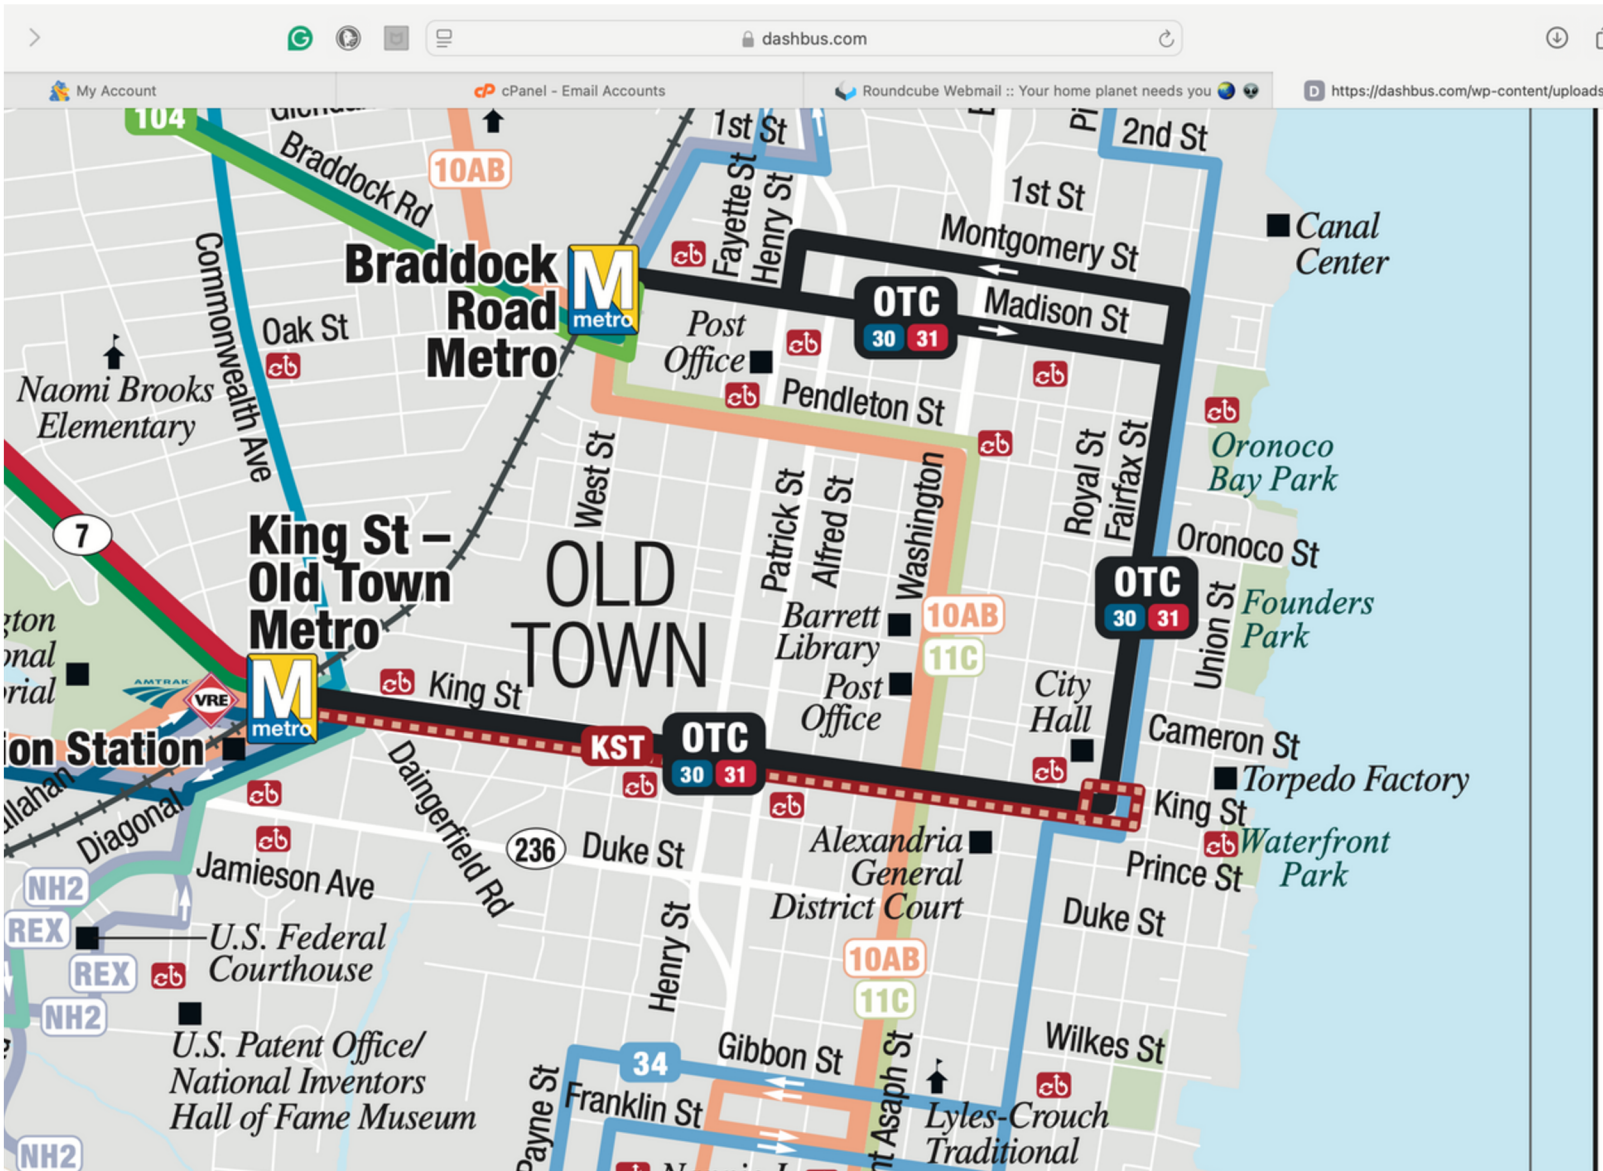 dashbus.com
My Account
cPanel - Email Accounts
Roundcube Webmail :: Your home planet needs you
D
https://dashbus.com/wp-content/uploads
104
Braddock Rd
10AB
1st St
Fayette St
Henry St
2nd St
1st St
Montgomery St
Canal
Center
Commonwealth Ave
Braddock
Road
Metro
M
metro
OTC
30 31
Madison St
Oak St
Post
Office
Naomi Brooks
Elementary
Pendleton St
Oronoco
Bay Park
West St
Patrick St
Alfred St
Washington
Royal St
Fairfax St
7
King St –
Old Town
Metro
OLD
TOWN
Oronoco St
OTC
30 31
Union St
Founders
Park
Barrett
Library
10AB
11C
Post
Office
City
Hall
AMTRAK
VRE
M
metro
King St
KST
OTC
30 31
Cameron St
Torpedo Factory
ion Station
King St
Waterfront
Park
Diagonal
Daingerfield Rd
236
Duke St
Alexandria
General
District Court
Prince St
Jamieson Ave
NH2
REX
U.S. Federal
Courthouse
Duke St
REX
NH2
Henry St
10AB
11C
U.S. Patent Office/
National Inventors
Hall of Fame Museum
34
Gibbon St
Wilkes St
Payne St
Franklin St
nt Asaph St
Lyles-Crouch
Traditional
NH2